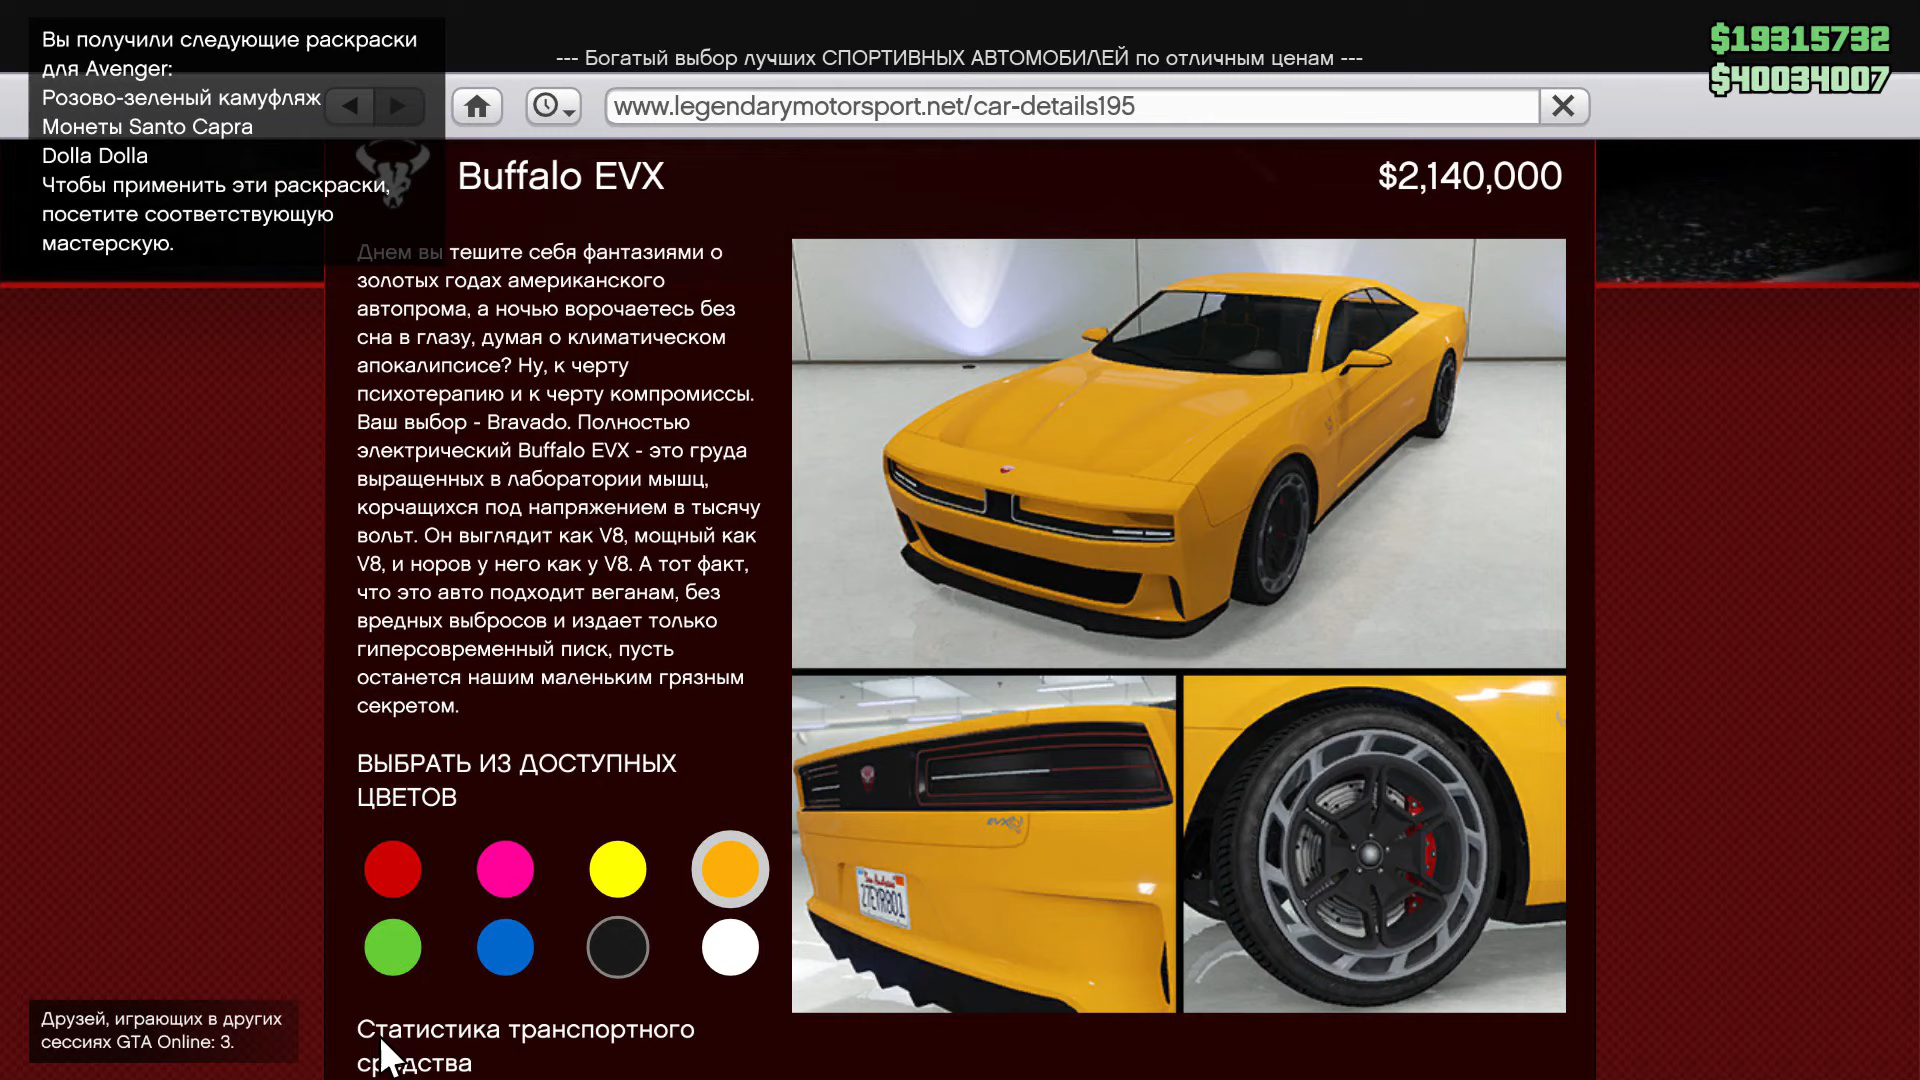 Вы получили следующие раскраски
для Avenger:
Розово-зеленый камуфляж
Монеты Santo Capra
Dolla Dolla
Чтобы применить эти раскраски,
посетите соответствующую
мастерскую.
--- Богатый выбор лучших СПОРТИВНЫХ АВТОМОБИЛЕЙ по отличным ценам ---
$19315732
$40034007
www.legendarymotorsport.net/car-details195
Buffalo EVX
$2,140,000
Днем вы тешите себя фантазиями о
золотых годах американского
автопрома, а ночью ворочаетесь без
сна в глазу, думая о климатическом
апокалипсисе? Ну, к черту
психотерапию и к черту компромиссы.
Ваш выбор - Bravado. Полностью
электрический Buffalo EVX - это груда
выращенных в лаборатории мышц,
корчащихся под напряжением в тысячу
вольт. Он выглядит как V8, мощный как
V8, и норов у него как у V8. А тот факт,
что это авто подходит веганам, без
вредных выбросов и издает только
гиперсовременный писк, пусть
останется нашим маленьким грязным
секретом.
ВЫБРАТЬ ИЗ ДОСТУПНЫХ
ЦВЕТОВ
EVX
San Andreas
27EYR801
Статистика транспортного
средства
Друзей, играющих в других
сессиях GTA Online: 3.